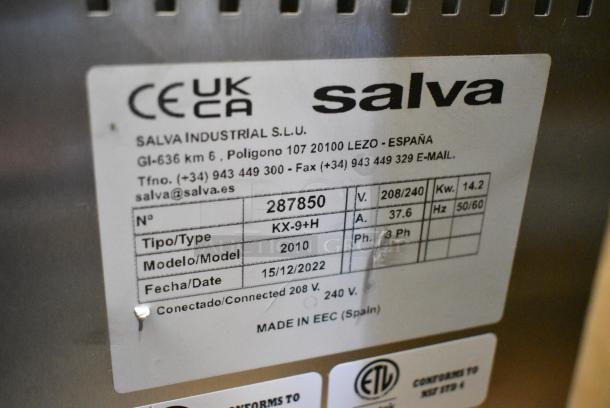 CE UK CA salva
SALVA INDUSTRIAL S.L.U.
GI-636 km 6 , Poligono 107 20100 LEZO - ESPAÑA
Tfno. (+34) 943 449 300 - Fax (+34) 943 449 329 E-MAIL.
salva@salva.es
Nº 287850 V. 208/240 Kw. 14.2
Tipo/Type KX-9+H A. 37.6 Hz 50/60
Modelo/Model 2010 Ph. 3 Ph
Fecha/Date 15/12/2022
Conectado/Connected 208 V. 240 V.
MADE IN EEC (Spain)
CONFORMS TO
ETL CONFORMS TO
NSF STD 4